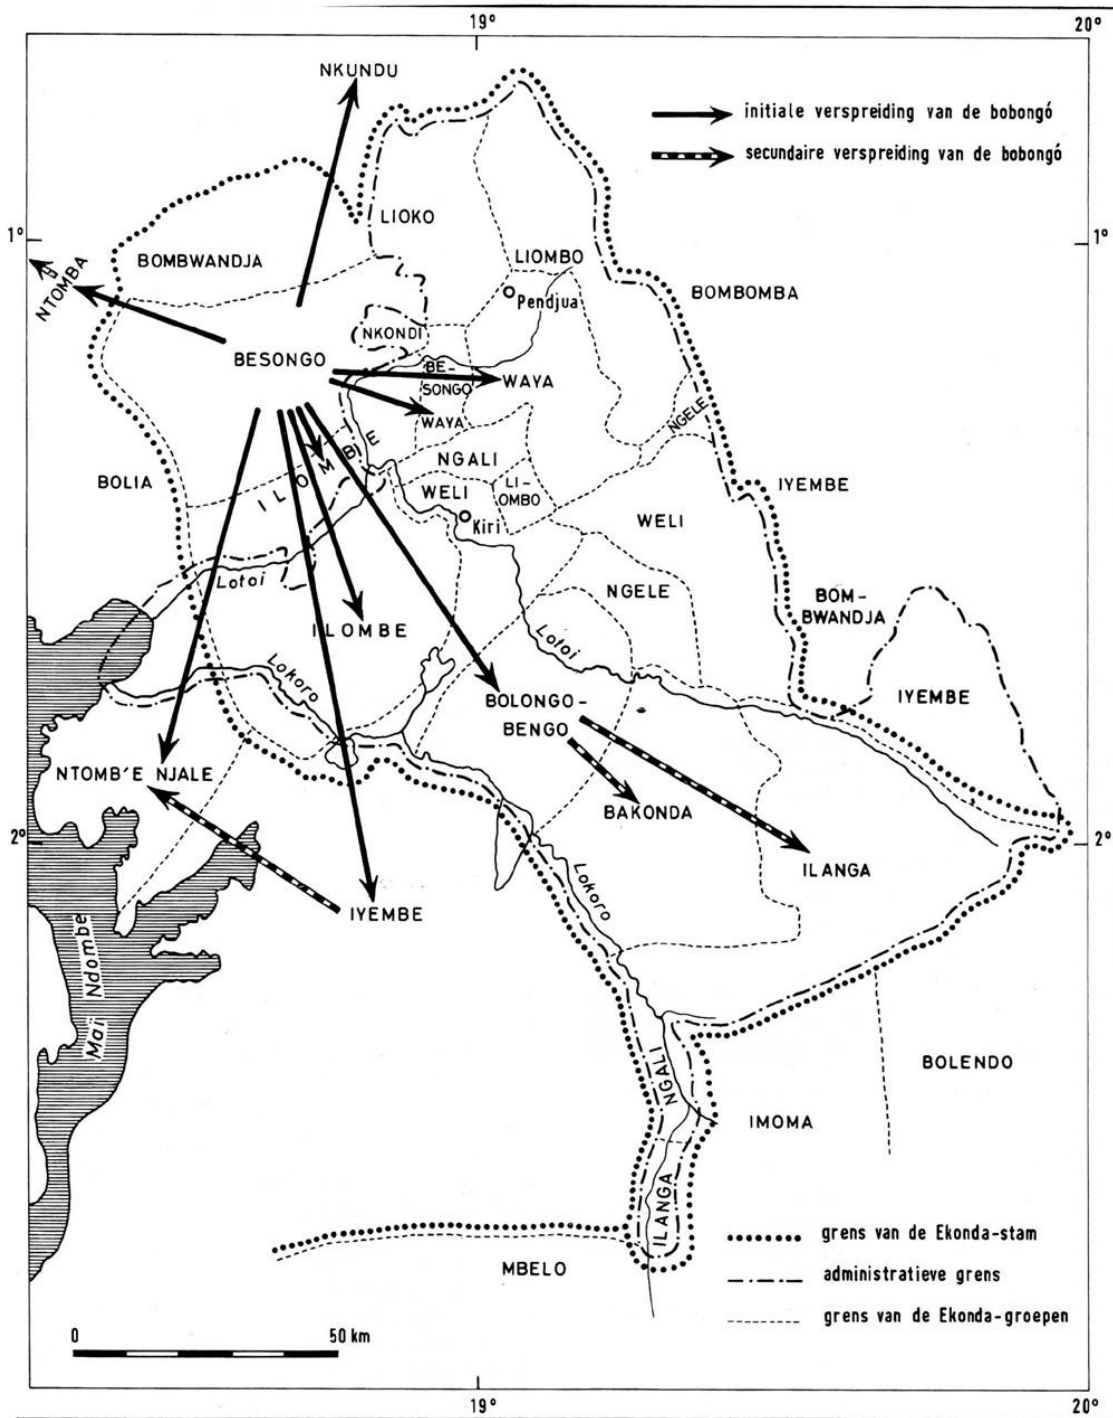 19°
20°
NKUNDU
initiale verspreiding van de bobongó
secundaire verspreiding van de bobongó
LIOKO
1°
1°
BOMBWANDJA
LIOMBO
NTOMBA
BOMBOMBA
Pendjua
NKONDI
BESONGO
BE-
SONGO
WAYA
WAYA
NGELE
NGALI
BOLIA
ILOMBE
LI-
OMBO
WELI
IYEMBE
Kiri
WELI
Lotoi
NGELE
BOM-
BWANDJA
ILOMBE
Lotoi
Lokoro
BOLONGO-
BENGO
IYEMBE
NTOMB'E NJALE
BAKONDA
2°
2°
ILANGA
Lokoro
IYEMBE
Maï Ndombe
NGALI
BOLENDO
IMOMA
ILANGA
grens van de Ekonda-stam
MBELO
administratieve grens
grens van de Ekonda-groepen
0
50 km
19°
20°